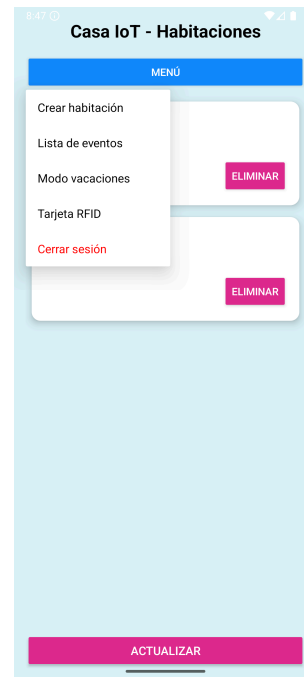 8:47
Casa IoT - Habitaciones
MENÚ
Crear habitación
Lista de eventos
ELIMINAR
Modo vacaciones
Tarjeta RFID
Cerrar sesión
ELIMINAR
ACTUALIZAR